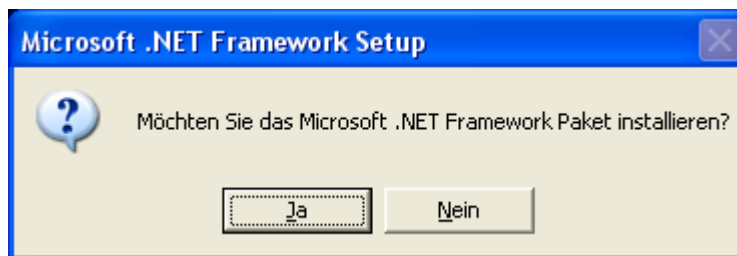 Microsoft .NET Framework Setup
Möchten Sie das Microsoft .NET Framework Paket installieren?
Ja
Nein